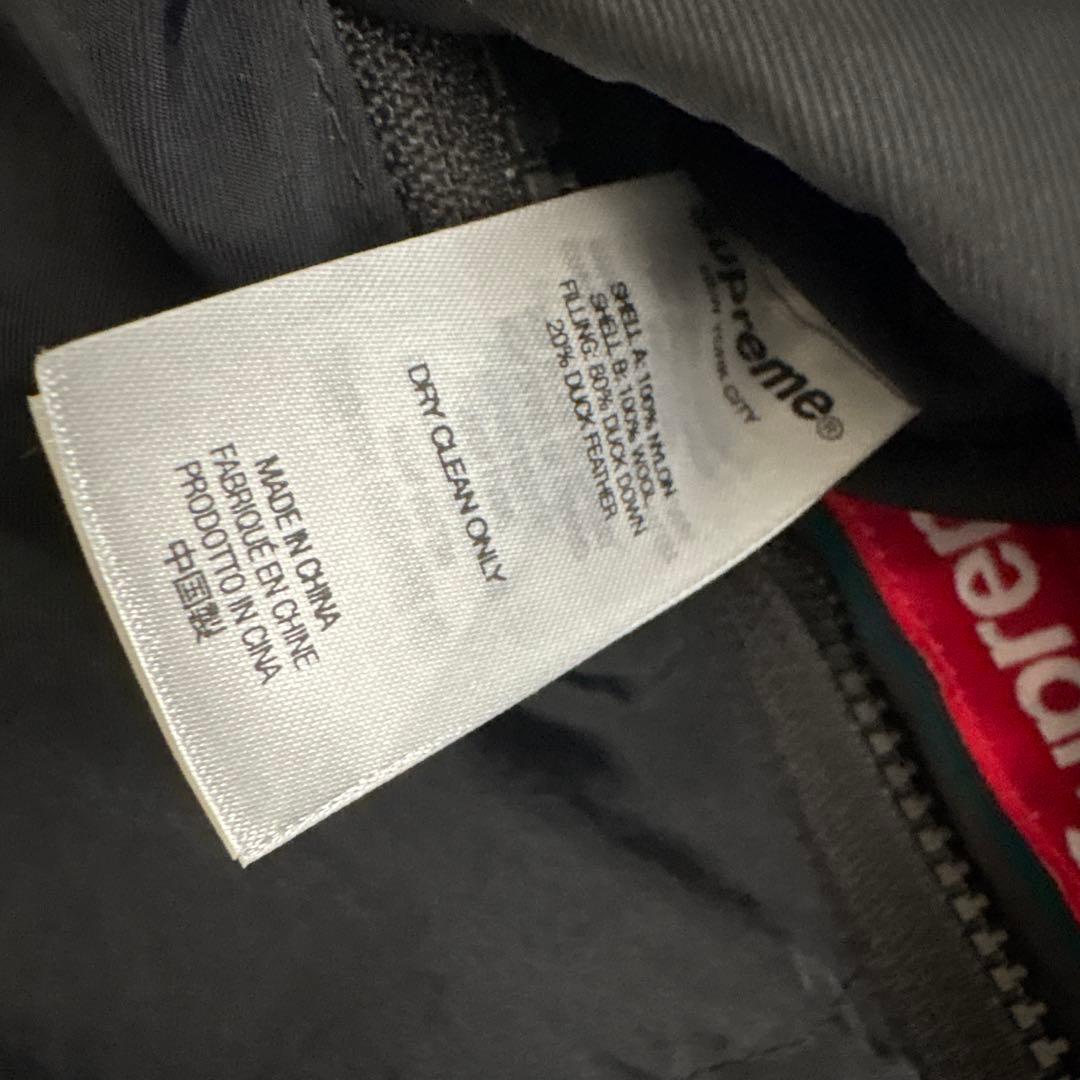 Supreme®
NEW YORK CITY
SHELL A: 100% NYLON
SHELL B: 100% WOOL
FILLING: 80% DUCK DOWN
20% DUCK FEATHER
DRY CLEAN ONLY
MADE IN CHINA
FABRIQUÉ EN CHINE
PRODOTTO IN CINA
中国製